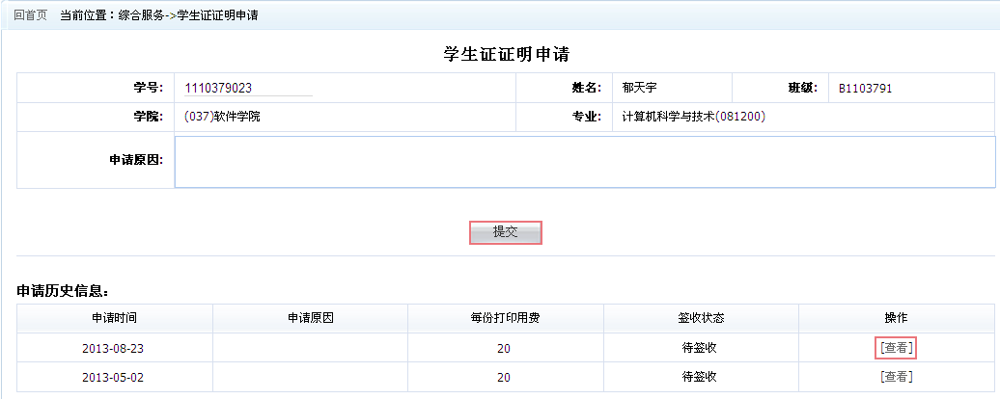 回首页 当前位置：综合服务->学生证证明申请
学生证证明申请
学号: 1110379023 姓名: 郁天宇 班级: B1103791
学院: (037)软件学院 专业: 计算机科学与技术(081200)
申请原因:
提交
申请历史信息：
申请时间 申请原因 每份打印用费 签收状态 操作
2013-08-23 20 待签收 [查看]
2013-05-02 20 待签收 [查看]